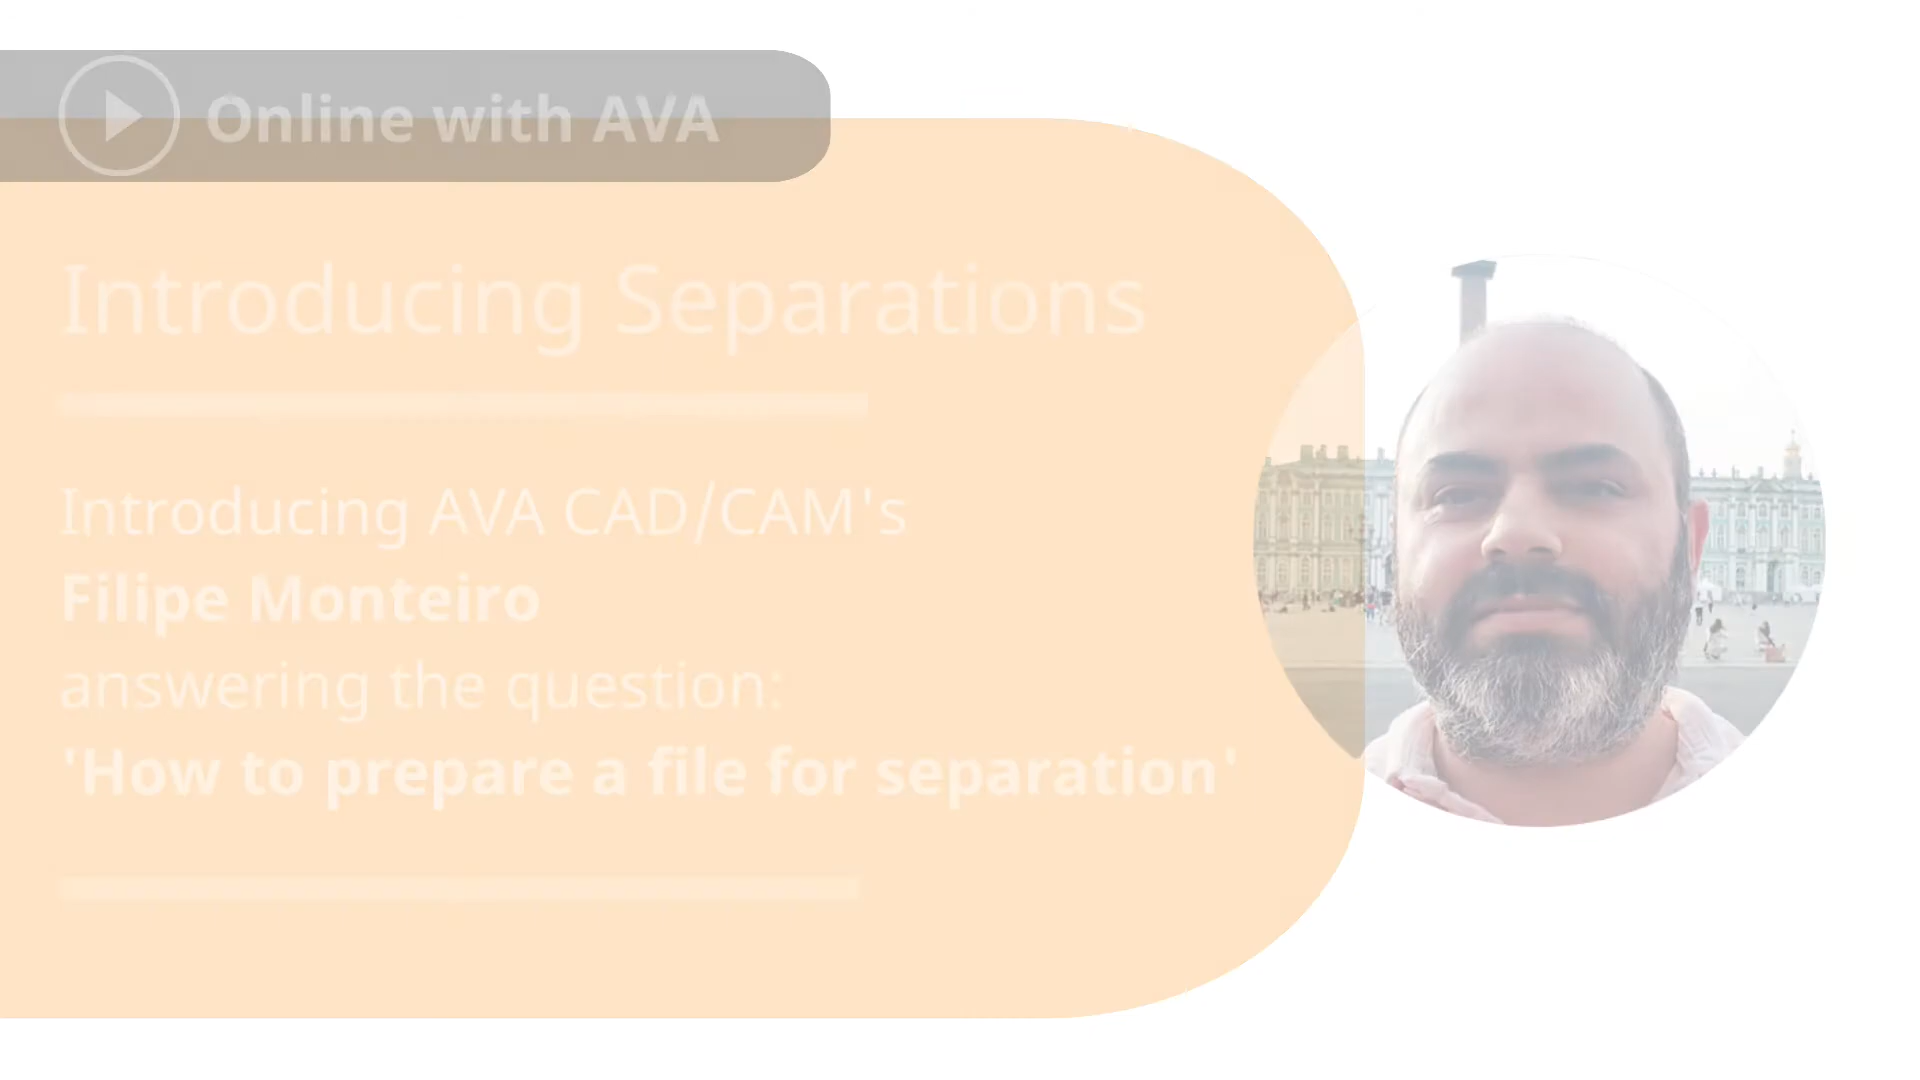 Online with AVA
Introducing Separations
Introducing AVA CAD/CAM's
Filipe Monteiro
answering the question:
'How to prepare a file for separation'